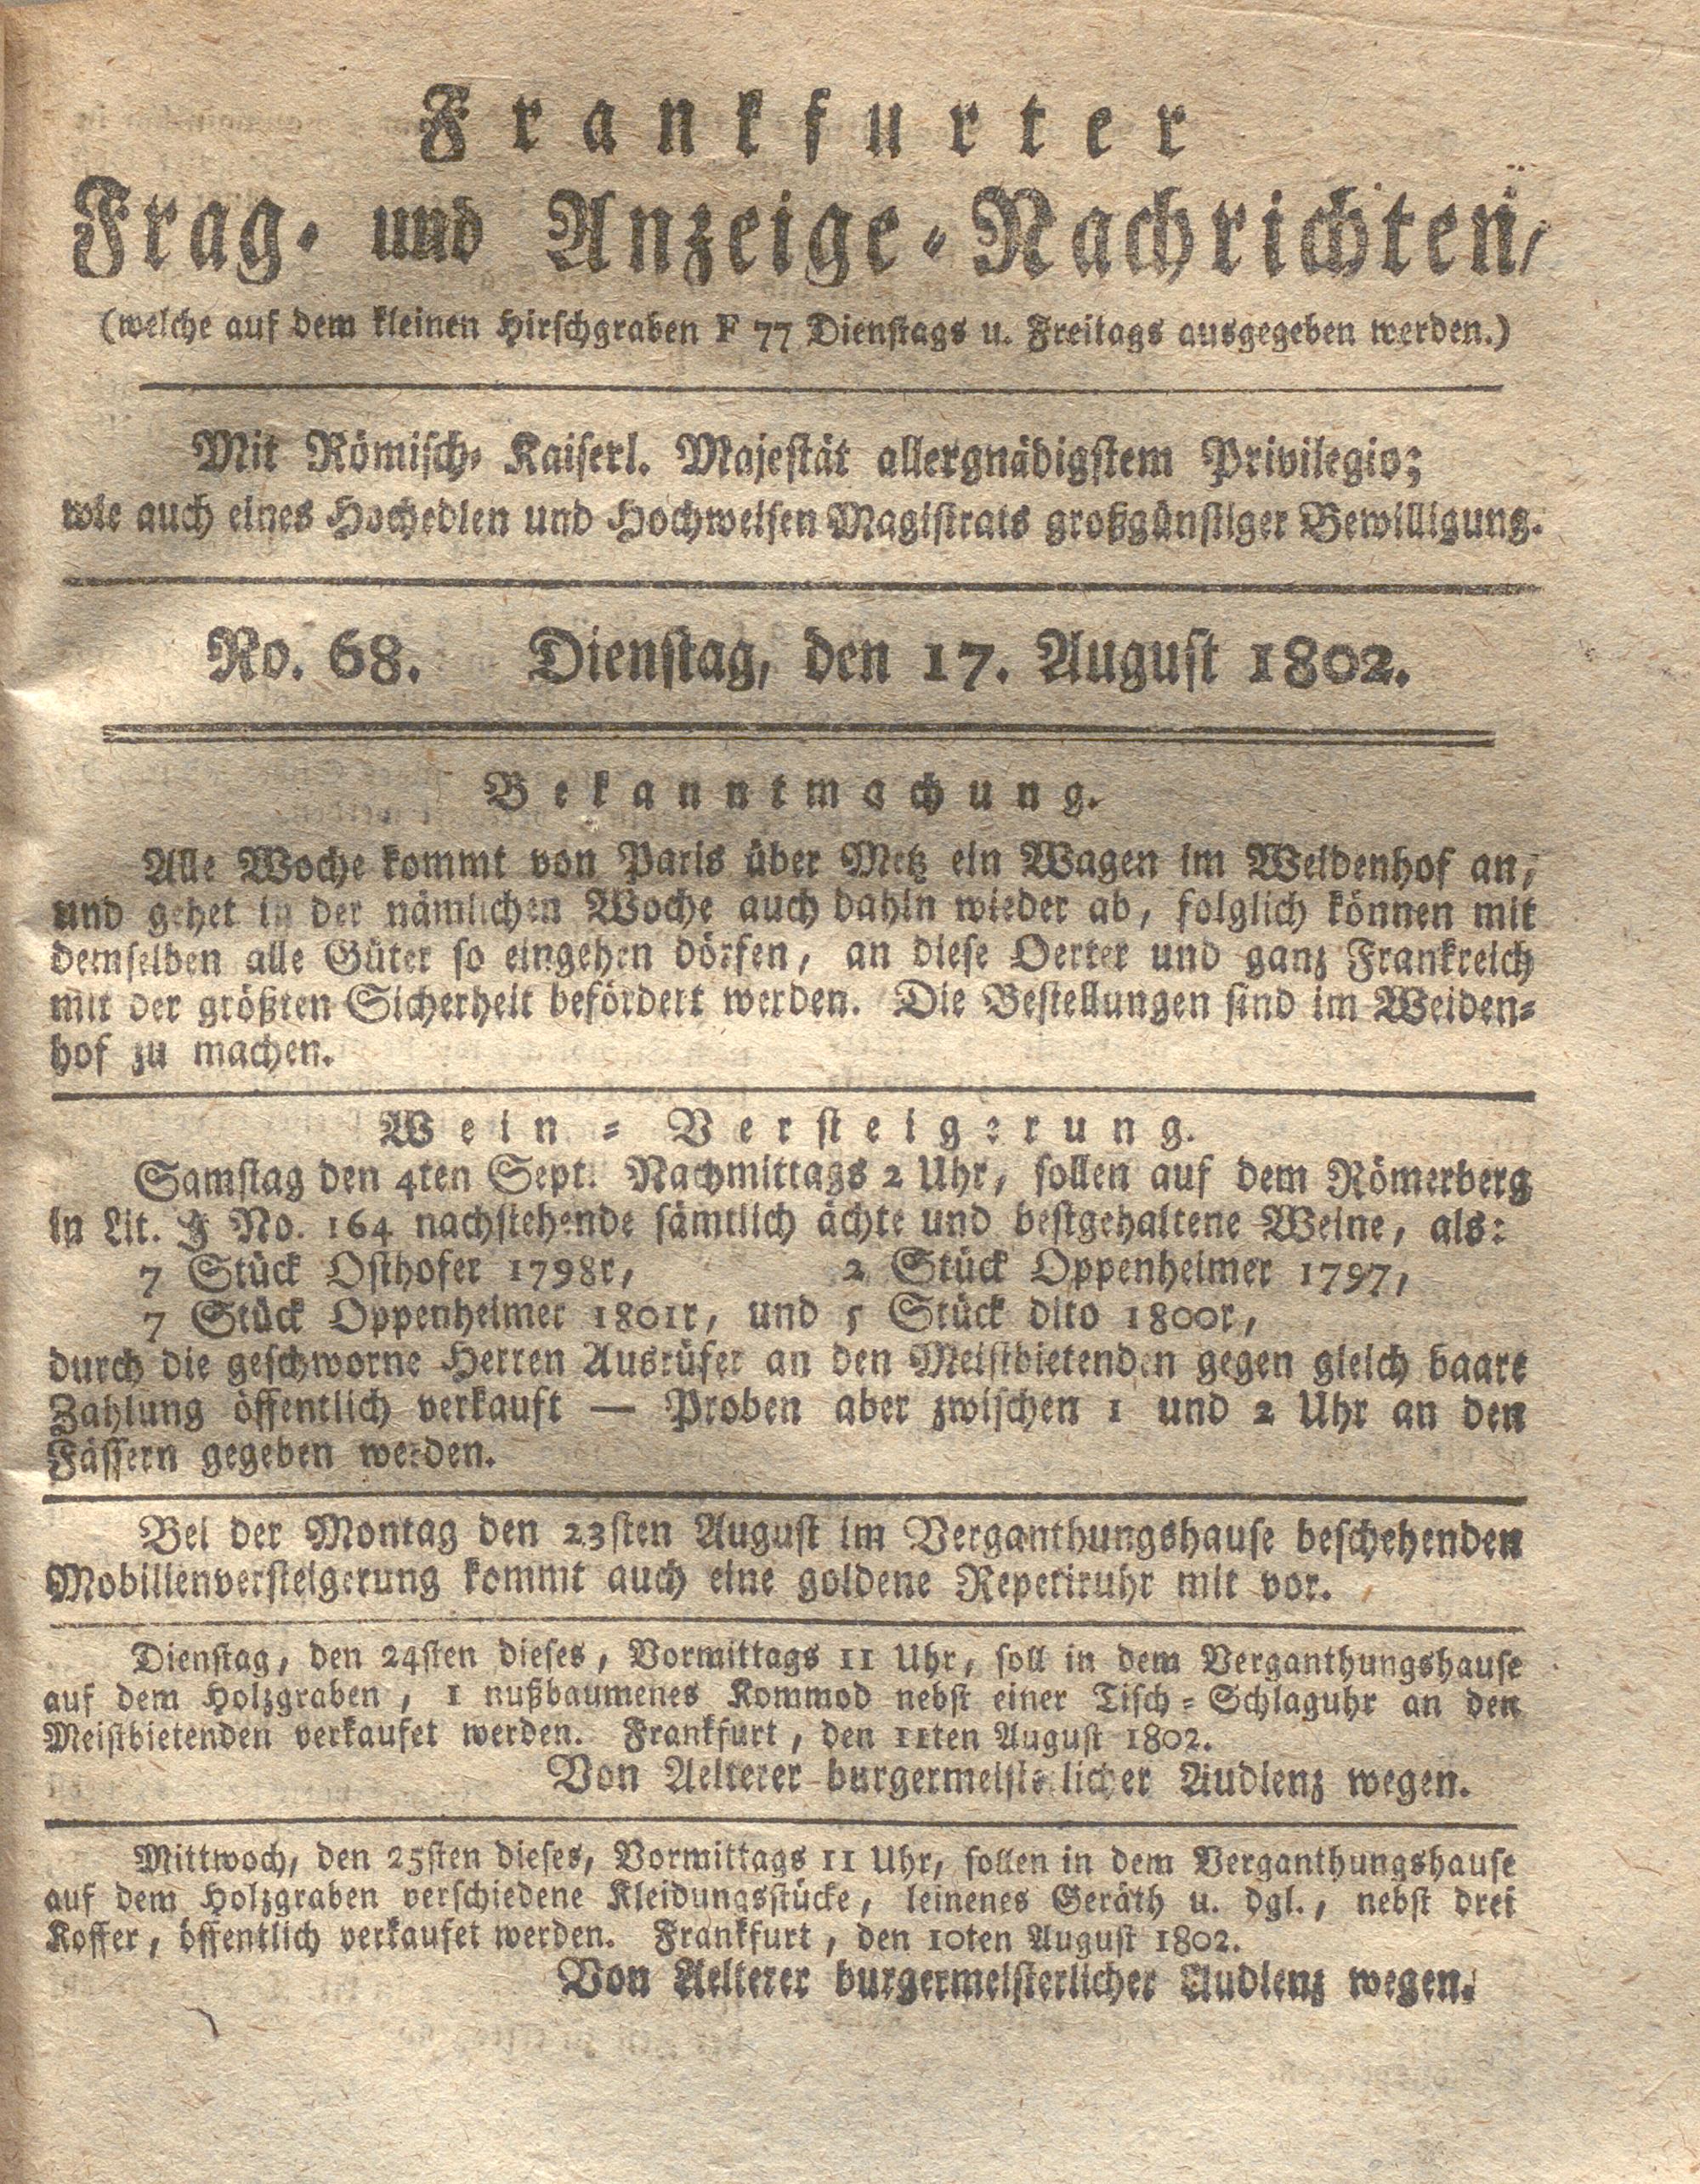 Frankfurter
Frag- und Anzeige-Nachrichten,
(welche auf dem kleinen Hirschgraben F 77 Dienstags u. Freitags ausgegeben werden.)
Mit Römisch-Kaiserl. Majestät allergnädigstem Privilegio;
wie auch eines Hochedlen und Hochweisen Magistrats großgünstiger Bewilligung.
No. 68. Dienstag, den 17. August 1802.
Bekanntmachung.
Alle Woche kommt von Paris über Metz ein Wagen im Weidenhof an,
und gehet in der nämlichen Woche auch dahin wieder ab, folglich können mit
demselben alle Güter so eingehen dörfen, an diese Oerter und ganz Frankreich
mit der größten Sicherheit befördert werden. Die Bestellungen sind im Weiden-
hof zu machen.
Wein-Versteigerung.
Samstag den 4ten Sept. Nachmittags 2 Uhr, sollen auf dem Römerberg
in Lit. J No. 164 nachstehende sämtlich ächte und bestgehaltene Weine, als:
7 Stück Osthofer 1798r, 2 Stück Oppenheimer 1797,
7 Stück Oppenheimer 1801r, und 5 Stück dito 1800r,
durch die geschworne Herren Ausrüfer an den Meistbietenden gegen gleich baare
Zahlung öffentlich verkauft — Proben aber zwischen 1 und 2 Uhr an den
Fässern gegeben werden.
Bei der Montag den 23sten August im Verganthungshause beschehenden
Mobilienversteigerung kommt auch eine goldene Repetiruhr mit vor.
Dienstag, den 24sten dieses, Vormittags 11 Uhr, soll in dem Verganthungshause
auf dem Holzgraben, 1 nußbaumenes Kommod nebst einer Tisch-Schlaguhr an den
Meistbietenden verkaufet werden. Frankfurt, den 11ten August 1802.
Von Aelterer burgermeisterlicher Audienz wegen.
Mittwoch, den 25sten dieses, Vormittags 11 Uhr, sollen in dem Verganthungshause
auf dem Holzgraben verschiedene Kleidungsstücke, leinenes Geräth u. dgl., nebst drei
Koffer, öffentlich verkaufet werden. Frankfurt, den 10ten August 1802.
Von Aelterer burgermeisterlicher Audienz wegen.